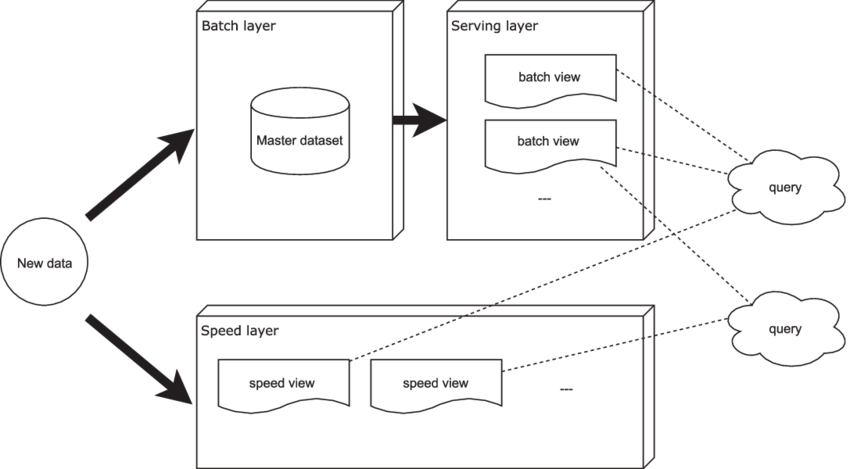 Batch layer
Serving layer
batch view
Master dataset
batch view
---
query
New data
Speed layer
query
speed view
speed view
---